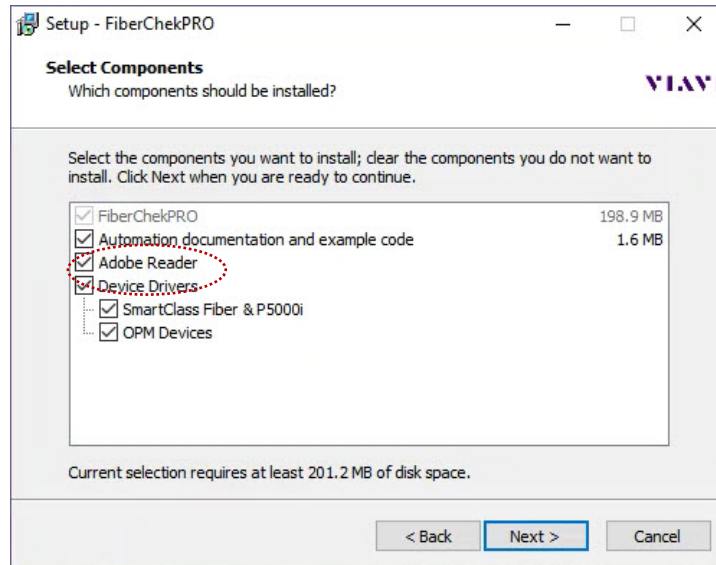 Setup - FiberChekPRO
Select Components
Which components should be installed?
VIAVI
Select the components you want to install; clear the components you do not want to
install. Click Next when you are ready to continue.
FiberChekPRO 198.9 MB
Automation documentation and example code 1.6 MB
Adobe Reader
Device Drivers
SmartClass Fiber & P5000i
OPM Devices
Current selection requires at least 201.2 MB of disk space.
< Back Next > Cancel